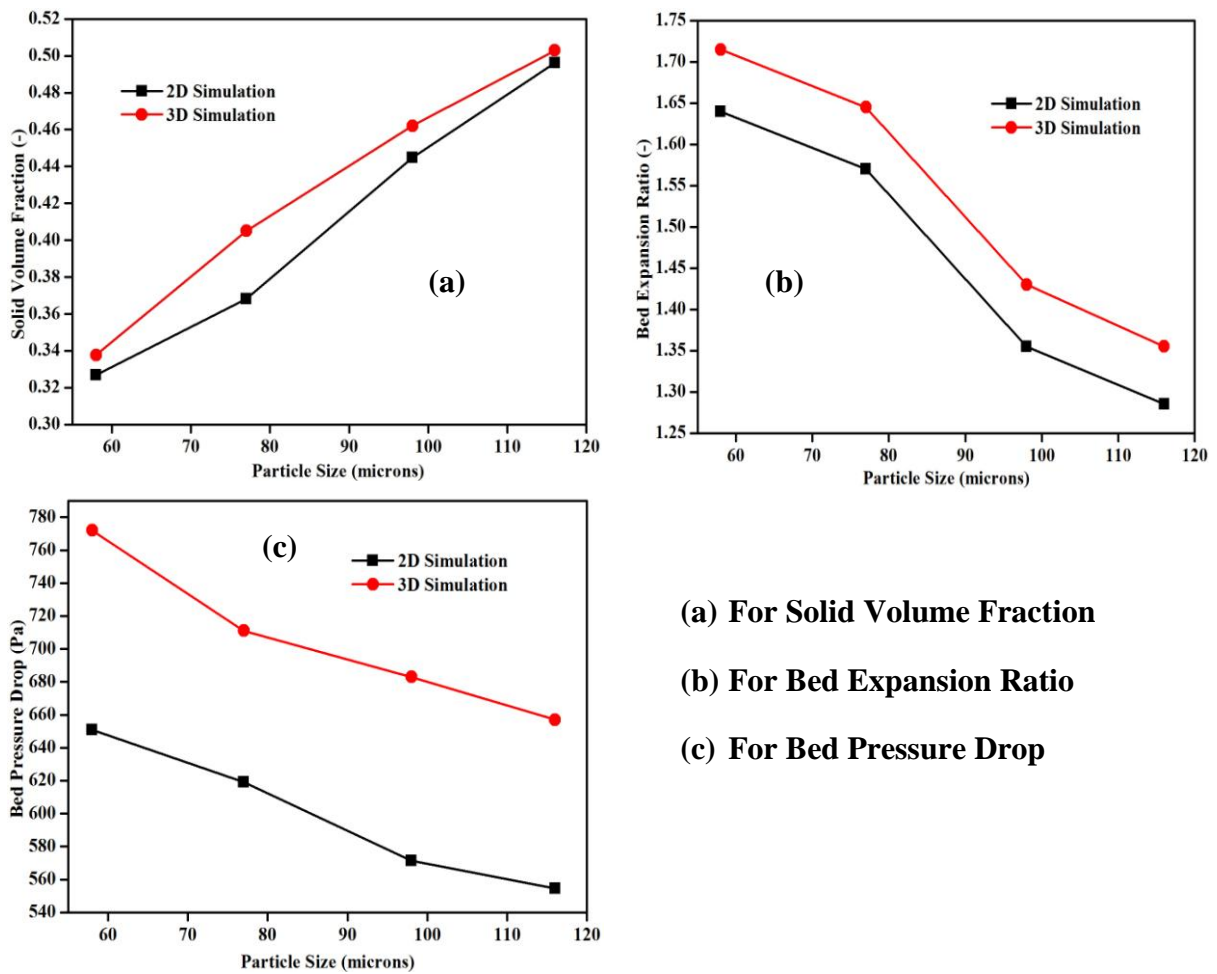 0.52
0.50
0.48
0.46
0.44
0.42
0.40
0.38
0.36
0.34
0.32
0.30
Solid Volume Fraction (-)
2D Simulation
3D Simulation
(a)
60 70 80 90 100 110 120
Particle Size (microns)
1.75
1.70
1.65
1.60
1.55
1.50
1.45
1.40
1.35
1.30
1.25
Bed Expansion Ratio (-)
2D Simulation
3D Simulation
(b)
60 70 80 90 100 110 120
Particle Size (microns)
780
760
740
720
700
680
660
640
620
600
580
560
540
Bed Pressure Drop (Pa)
(c)
2D Simulation
3D Simulation
60 70 80 90 100 110 120
Particle Size (microns)
(a) For Solid Volume Fraction
(b) For Bed Expansion Ratio
(c) For Bed Pressure Drop